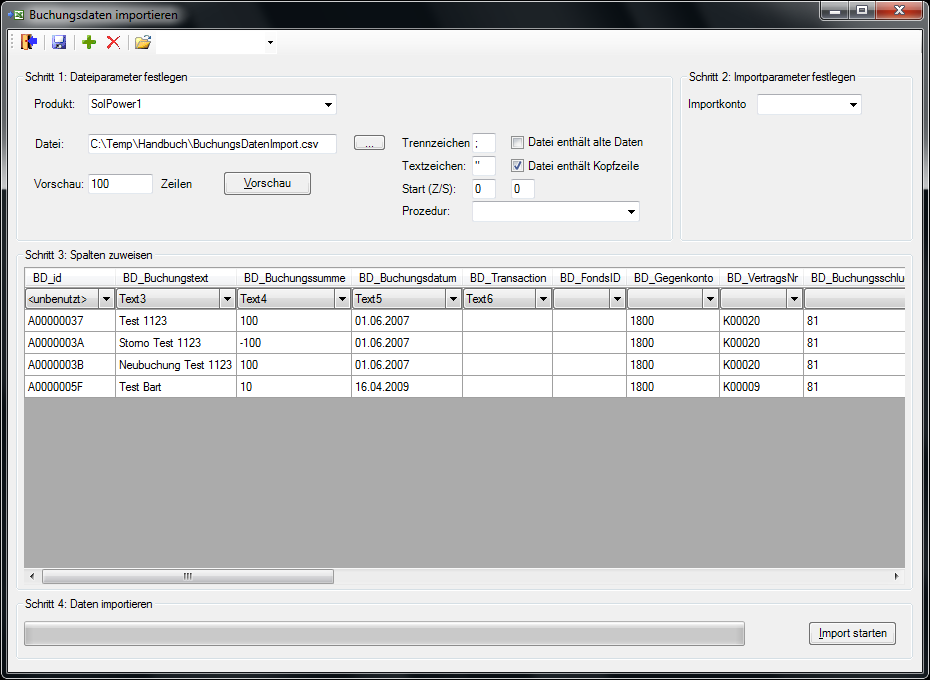 Buchungsdaten importieren
Schritt 1: Dateiparameter festlegen
Schritt 2: Importparameter festlegen
Produkt: SolPower1
Importkonto
Datei: C:\Temp\Handbuch\BuchungsDatenImport.csv ... Trennzeichen ; Datei enthält alte Daten
Textzeichen: " Datei enthält Kopfzeile
Vorschau: 100 Zeilen Vorschau Start (Z/S): 0 0
Prozedur:
Schritt 3: Spalten zuweisen
BD_id BD_Buchungstext BD_Buchungssumme BD_Buchungsdatum BD_Transaction BD_FondsID BD_Gegenkonto BD_VertragsNr BD_Buchungsschlu
<unbenutzt> Text3 Text4 Text5 Text6
A00000037 Test 1123 100 01.06.2007 1800 K00020 81
A0000003A Storno Test 1123 -100 01.06.2007 1800 K00020 81
A0000003B Neubuchung Test 1123 100 01.06.2007 1800 K00020 81
A0000005F Test Bart 10 16.04.2009 1800 K00009 81
Schritt 4: Daten importieren
Import starten